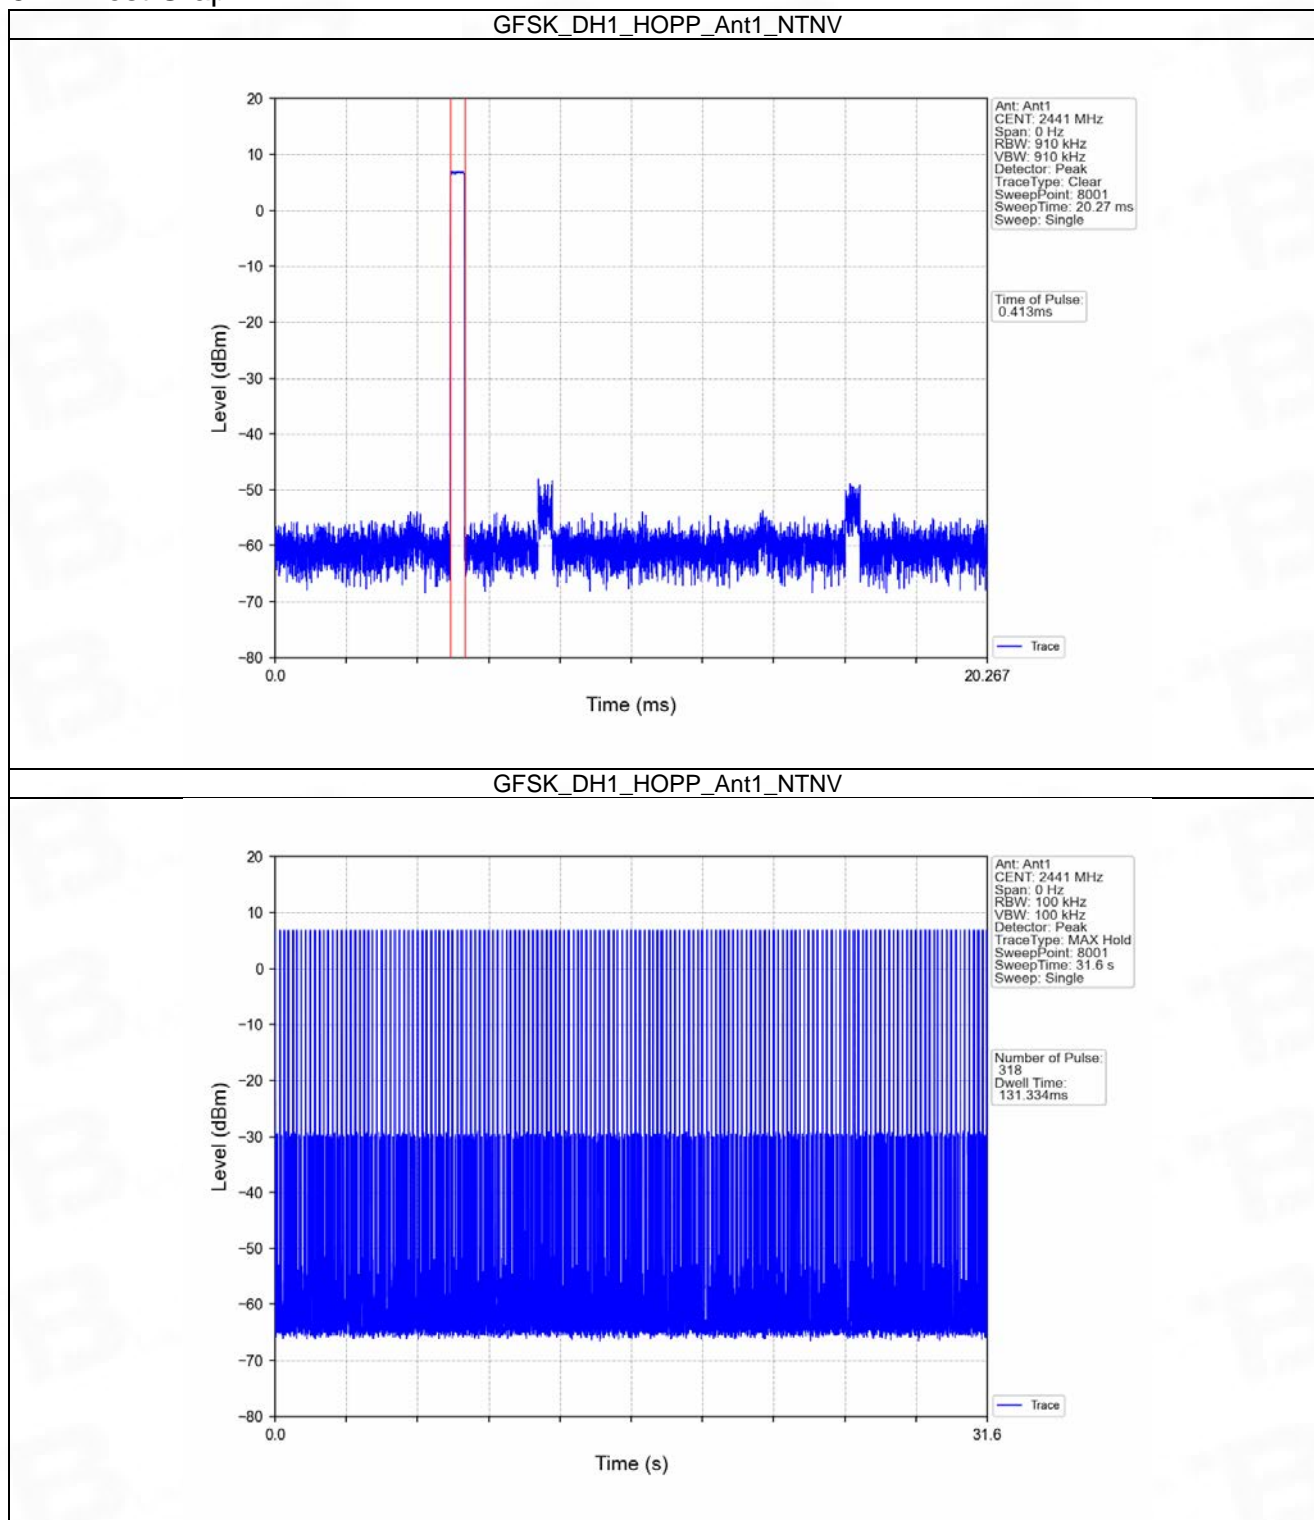 GFSK_DH1_HOPP_Ant1_NTNV
20
10
0
−10
−20
−30
−40
−50
−60
−70
−80
Level (dBm)
0.0
20.267
Time (ms)
Ant: Ant1
CENT: 2441 MHz
Span: 0 Hz
RBW: 910 kHz
VBW: 910 kHz
Detector: Peak
TraceType: Clear
SweepPoint: 8001
SweepTime: 20.27 ms
Sweep: Single
Time of Pulse:
0.413ms
Trace
GFSK_DH1_HOPP_Ant1_NTNV
20
10
0
−10
−20
−30
−40
−50
−60
−70
−80
Level (dBm)
0.0
31.6
Time (s)
Ant: Ant1
CENT: 2441 MHz
Span: 0 Hz
RBW: 100 kHz
VBW: 100 kHz
Detector: Peak
TraceType: MAX Hold
SweepPoint: 8001
SweepTime: 31.6 s
Sweep: Single
Number of Pulse:
318
Dwell Time:
131.334ms
Trace